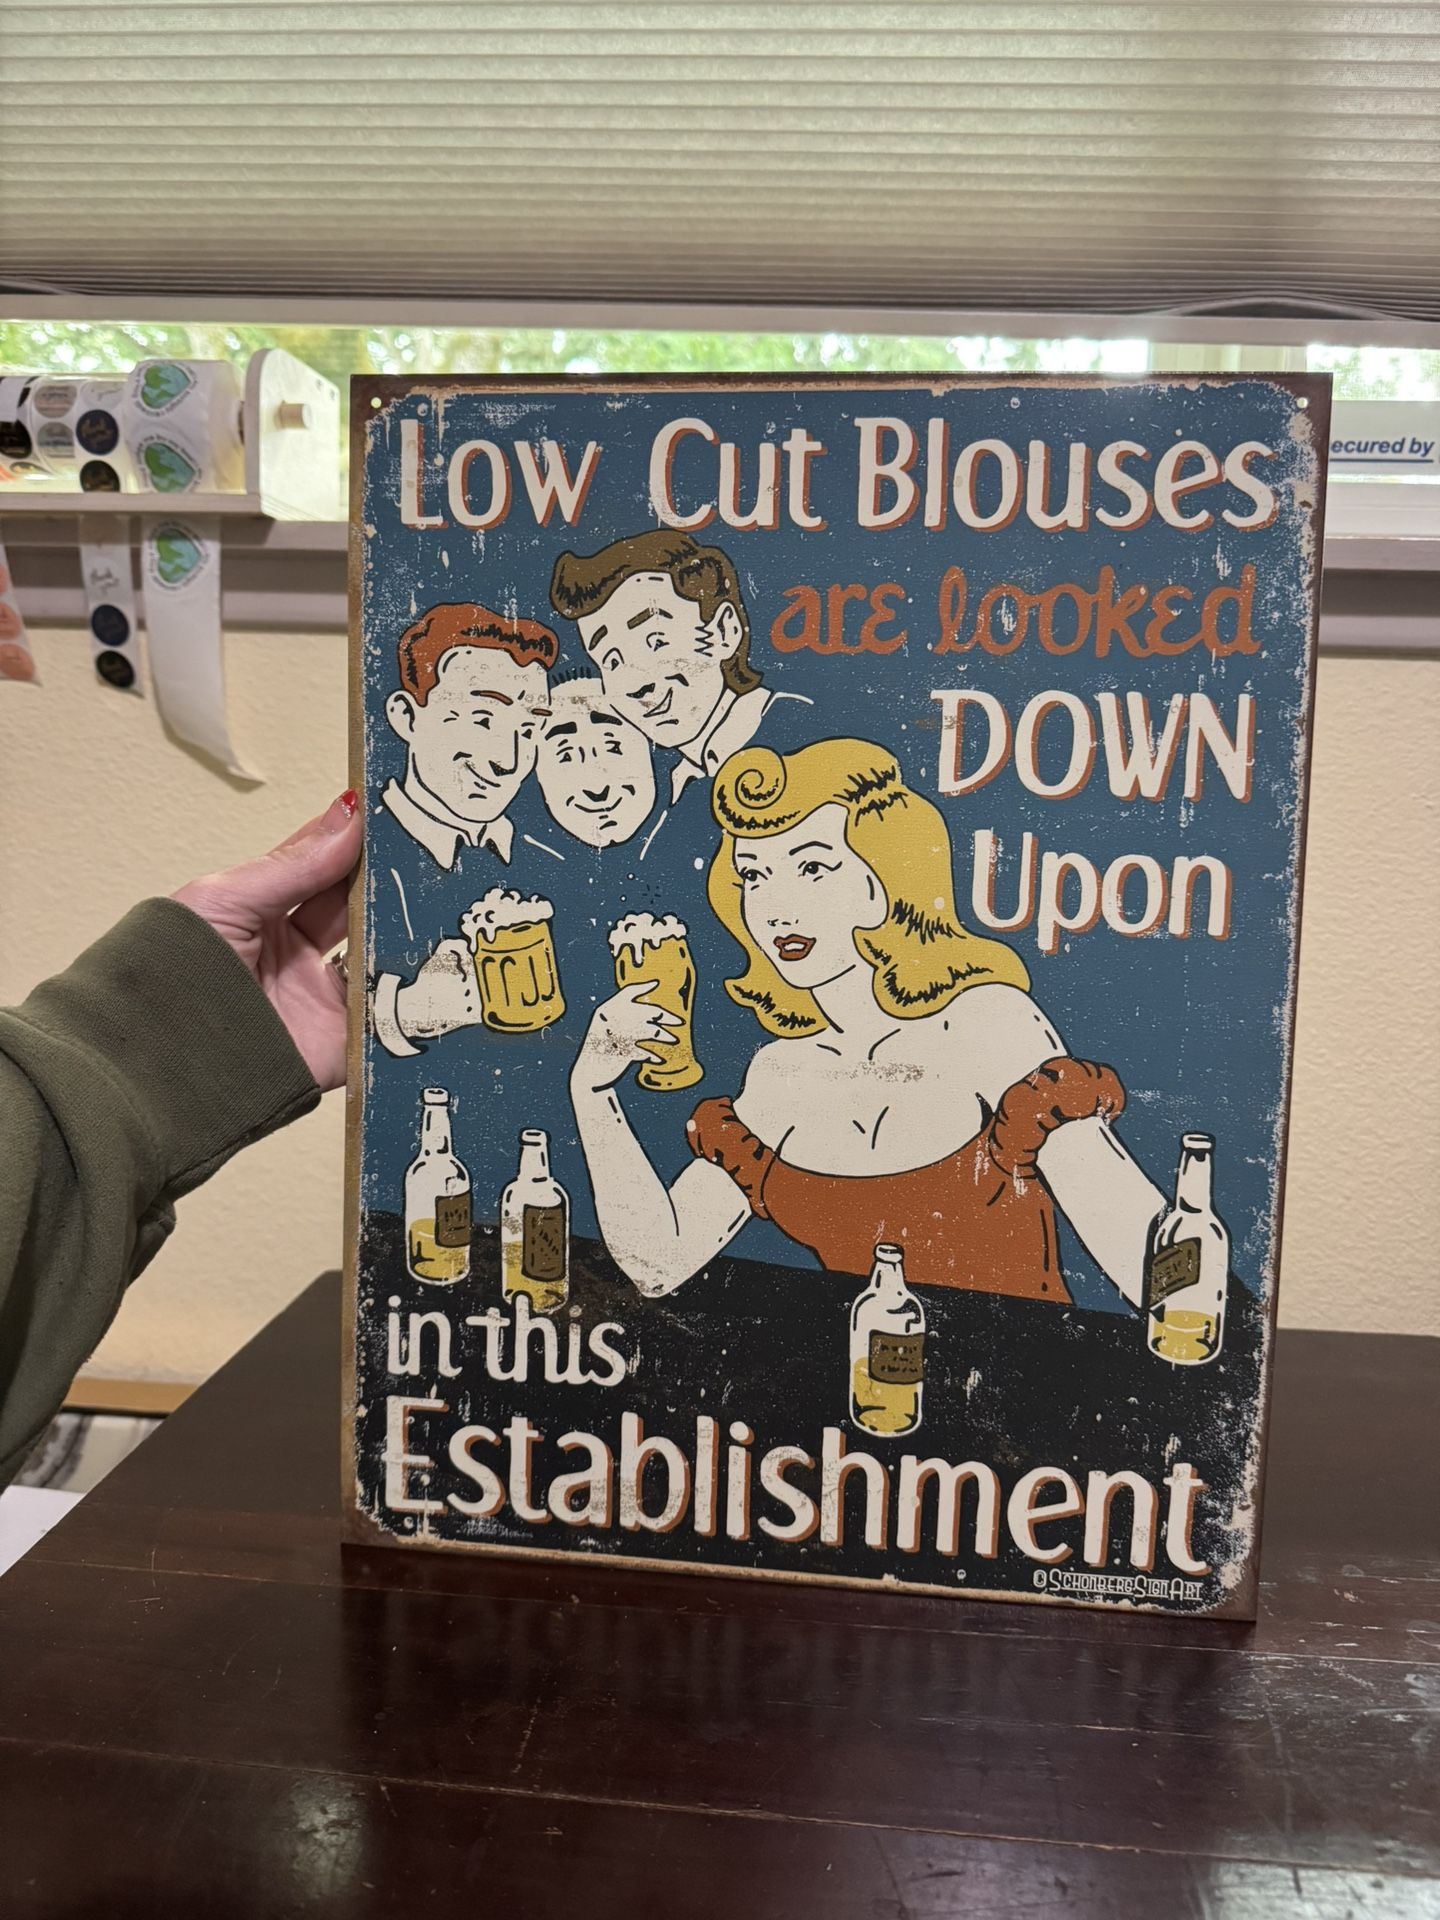 Low Cut Blouses
are looked
DOWN
Upon
in this
Establishment
© SCHONBERG SIGN ART
ecured by